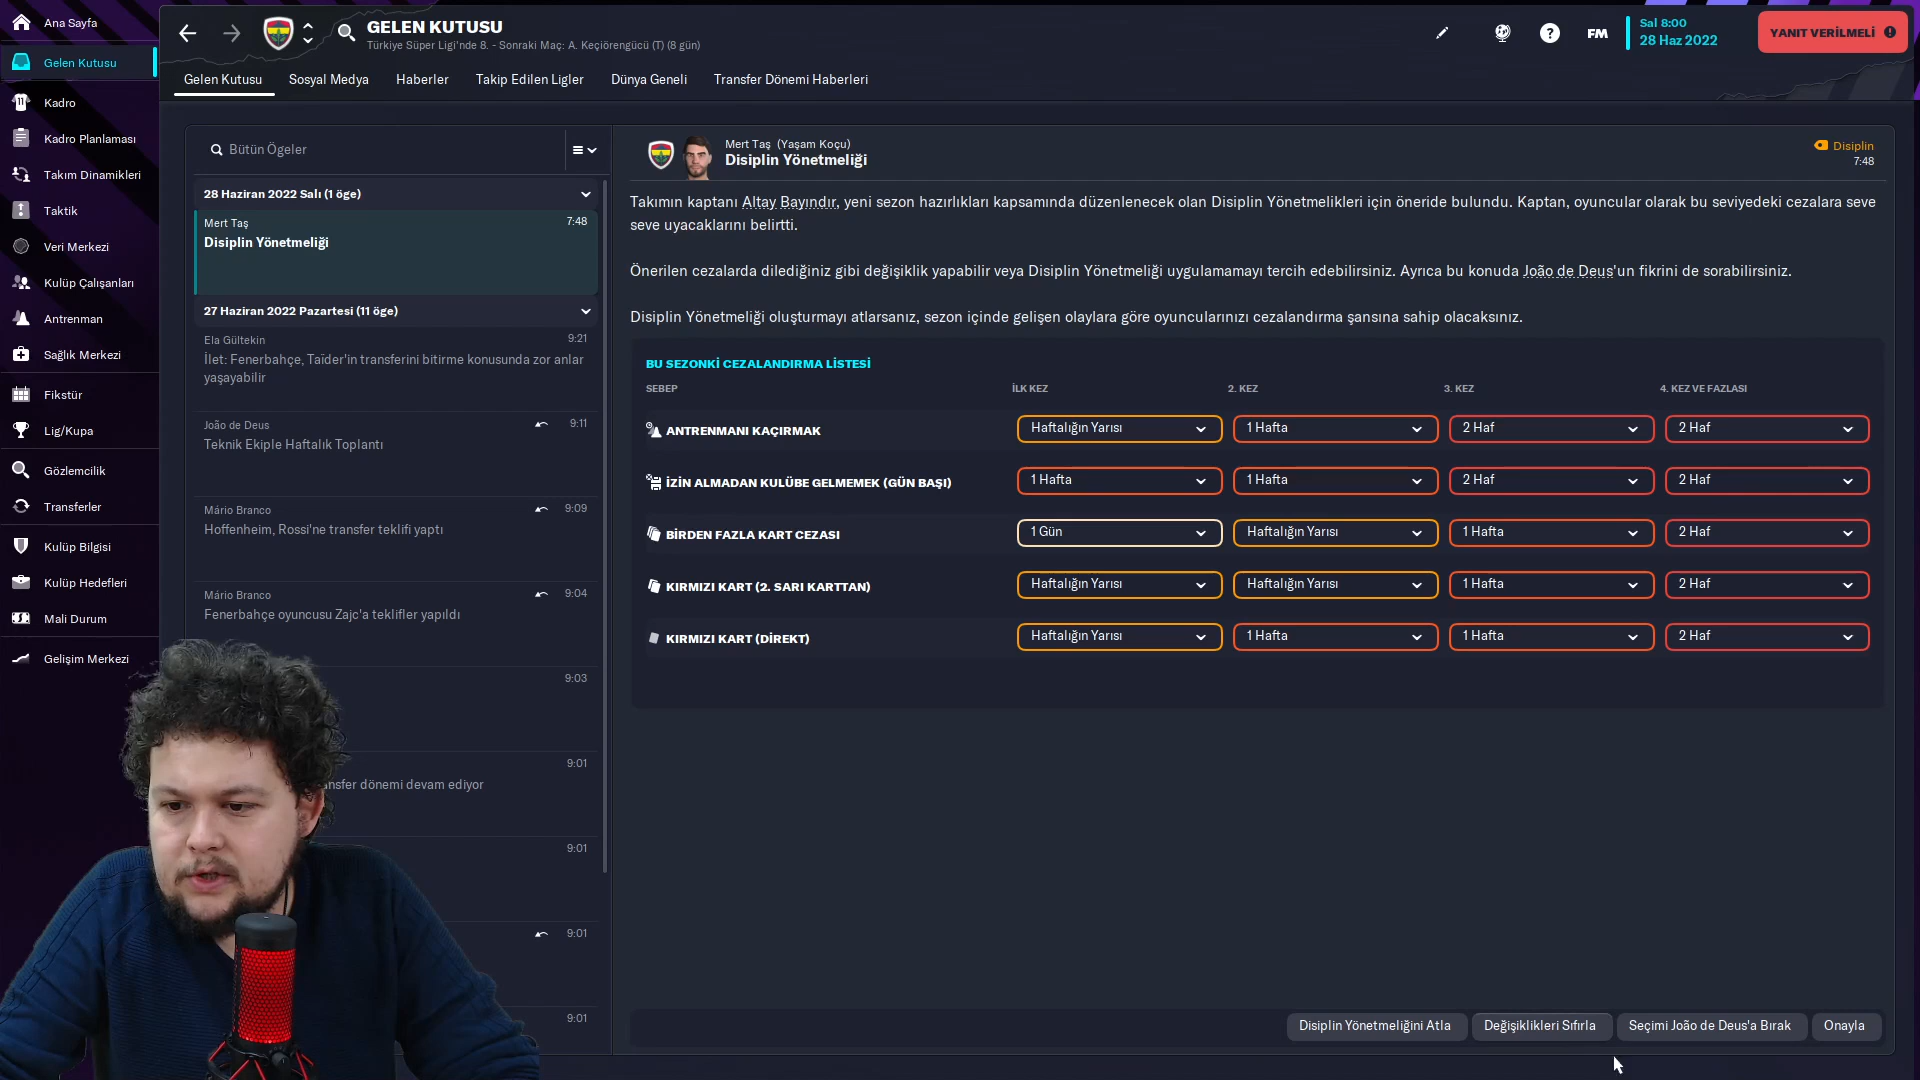 Ana Sayfa
Gelen Kutusu
Kadro
Kadro Planlaması
Takım Dinamikleri
Taktik
Veri Merkezi
Kulüp Çalışanları
Antrenman
Sağlık Merkezi
Fikstür
Lig/Kupa
Gözlemcilik
Transferler
Kulüp Bilgisi
Kulüp Hedefleri
Mali Durum
Gelişim Merkezi
GELEN KUTUSU
Türkiye Süper Ligi'nde 8. - Sonraki Maç: A. Keçiörengücü (T) (8 gün)
FM
Sal 8:00
28 Haz 2022
YANIT VERİLMELİ
Gelen Kutusu Sosyal Medya Haberler Takip Edilen Ligler Dünya Geneli Transfer Dönemi Haberleri
Bütün Ögeler
28 Haziran 2022 Salı (1 öge)
Mert Taş 7:48
Disiplin Yönetmeliği
27 Haziran 2022 Pazartesi (11 öge)
Ela Gültekin 9:21
İlet: Fenerbahçe, Taïder'in transferini bitirme konusunda zor anlar
yaşayabilir
João de Deus 9:11
Teknik Ekiple Haftalık Toplantı
Mário Branco 9:09
Hoffenheim, Rossi'ne transfer teklifi yaptı
Mário Branco 9:04
Fenerbahçe oyuncusu Zajc'a teklifler yapıldı
9:03
9:01
ansfer dönemi devam ediyor
9:01
9:01
9:01
Mert Taş (Yaşam Koçu)
Disiplin Yönetmeliği
Disiplin
7:48
Takımın kaptanı Altay Bayındır, yeni sezon hazırlıkları kapsamında düzenlenecek olan Disiplin Yönetmelikleri için öneride bulundu. Kaptan, oyuncular olarak bu seviyedeki cezalara seve
seve uyacaklarını belirtti.
Önerilen cezalarda dilediğiniz gibi değişiklik yapabilir veya Disiplin Yönetmeliği uygulamamayı tercih edebilirsiniz. Ayrıca bu konuda João de Deus'un fikrini de sorabilirsiniz.
Disiplin Yönetmeliği oluşturmayı atlarsanız, sezon içinde gelişen olaylara göre oyuncularınızı cezalandırma şansına sahip olacaksınız.
BU SEZONKİ CEZALANDIRMA LİSTESİ
SEBEP İLK KEZ 2. KEZ 3. KEZ 4. KEZ VE FAZLASI
ANTRENMANI KAÇIRMAK Haftalığın Yarısı 1 Hafta 2 Haf 2 Haf
İZİN ALMADAN KULÜBE GELMEMEK (GÜN BAŞI) 1 Hafta 1 Hafta 2 Haf 2 Haf
BİRDEN FAZLA KART CEZASI 1 Gün Haftalığın Yarısı 1 Hafta 2 Haf
KIRMIZI KART (2. SARI KARTTAN) Haftalığın Yarısı Haftalığın Yarısı 1 Hafta 2 Haf
KIRMIZI KART (DİREKT) Haftalığın Yarısı 1 Hafta 1 Hafta 2 Haf
Disiplin Yönetmeliğini Atla Değişiklikleri Sıfırla Seçimi João de Deus'a Bırak Onayla